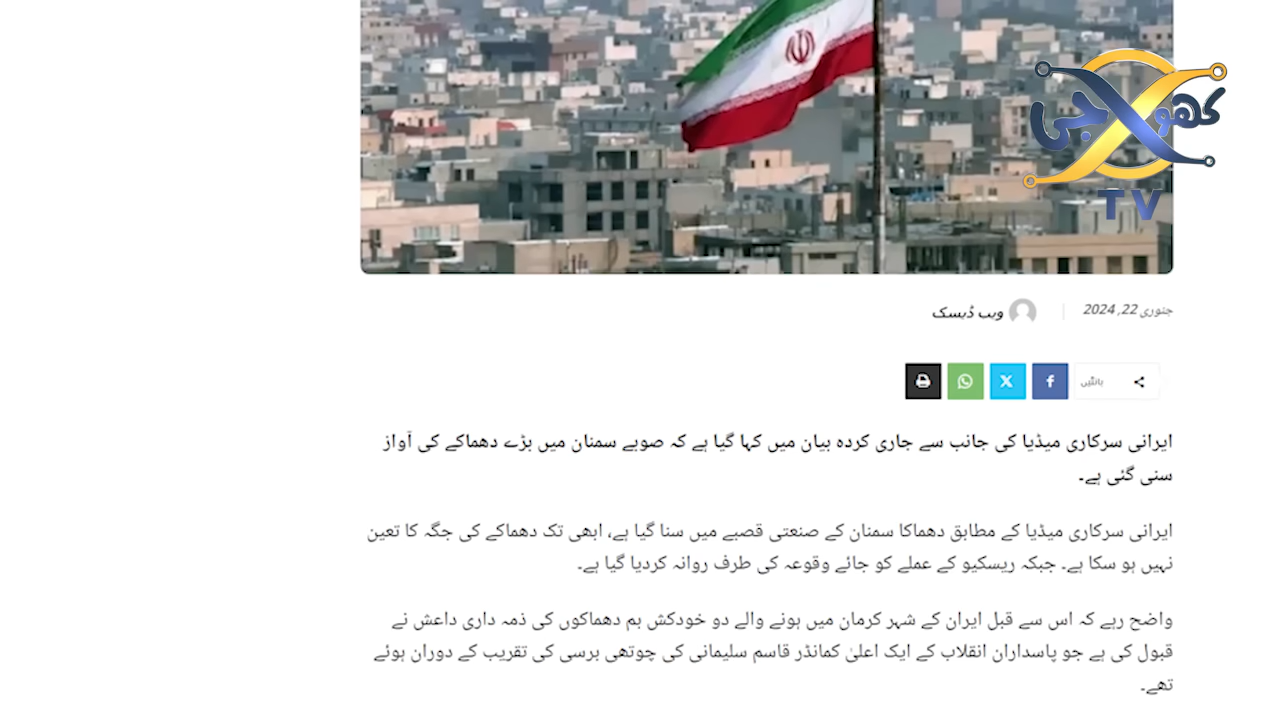 کھوجی
TV
جنوری 22, 2024
ویب ڈیسک
بانٹیں
ایرانی سرکاری میڈیا کی جانب سے جاری کردہ بیان میں کہا گیا ہے کہ صوبے سمنان میں بڑے دھماکے کی آواز
سنی گئی ہے۔
ایرانی سرکاری میڈیا کے مطابق دھماکا سمنان کے صنعتی قصبے میں سنا گیا ہے، ابھی تک دھماکے کی جگہ کا تعین
نہیں ہو سکا ہے۔ جبکہ ریسکیو کے عملے کو جائے وقوعہ کی طرف روانہ کردیا گیا ہے۔
واضح رہے کہ اس سے قبل ایران کے شہر کرمان میں ہونے والے دو خودکش بم دھماکوں کی ذمہ داری داعش نے
قبول کی ہے جو پاسداران انقلاب کے ایک اعلیٰ کمانڈر قاسم سلیمانی کی چوتھی برسی کی تقریب کے دوران ہوئے
تھے۔